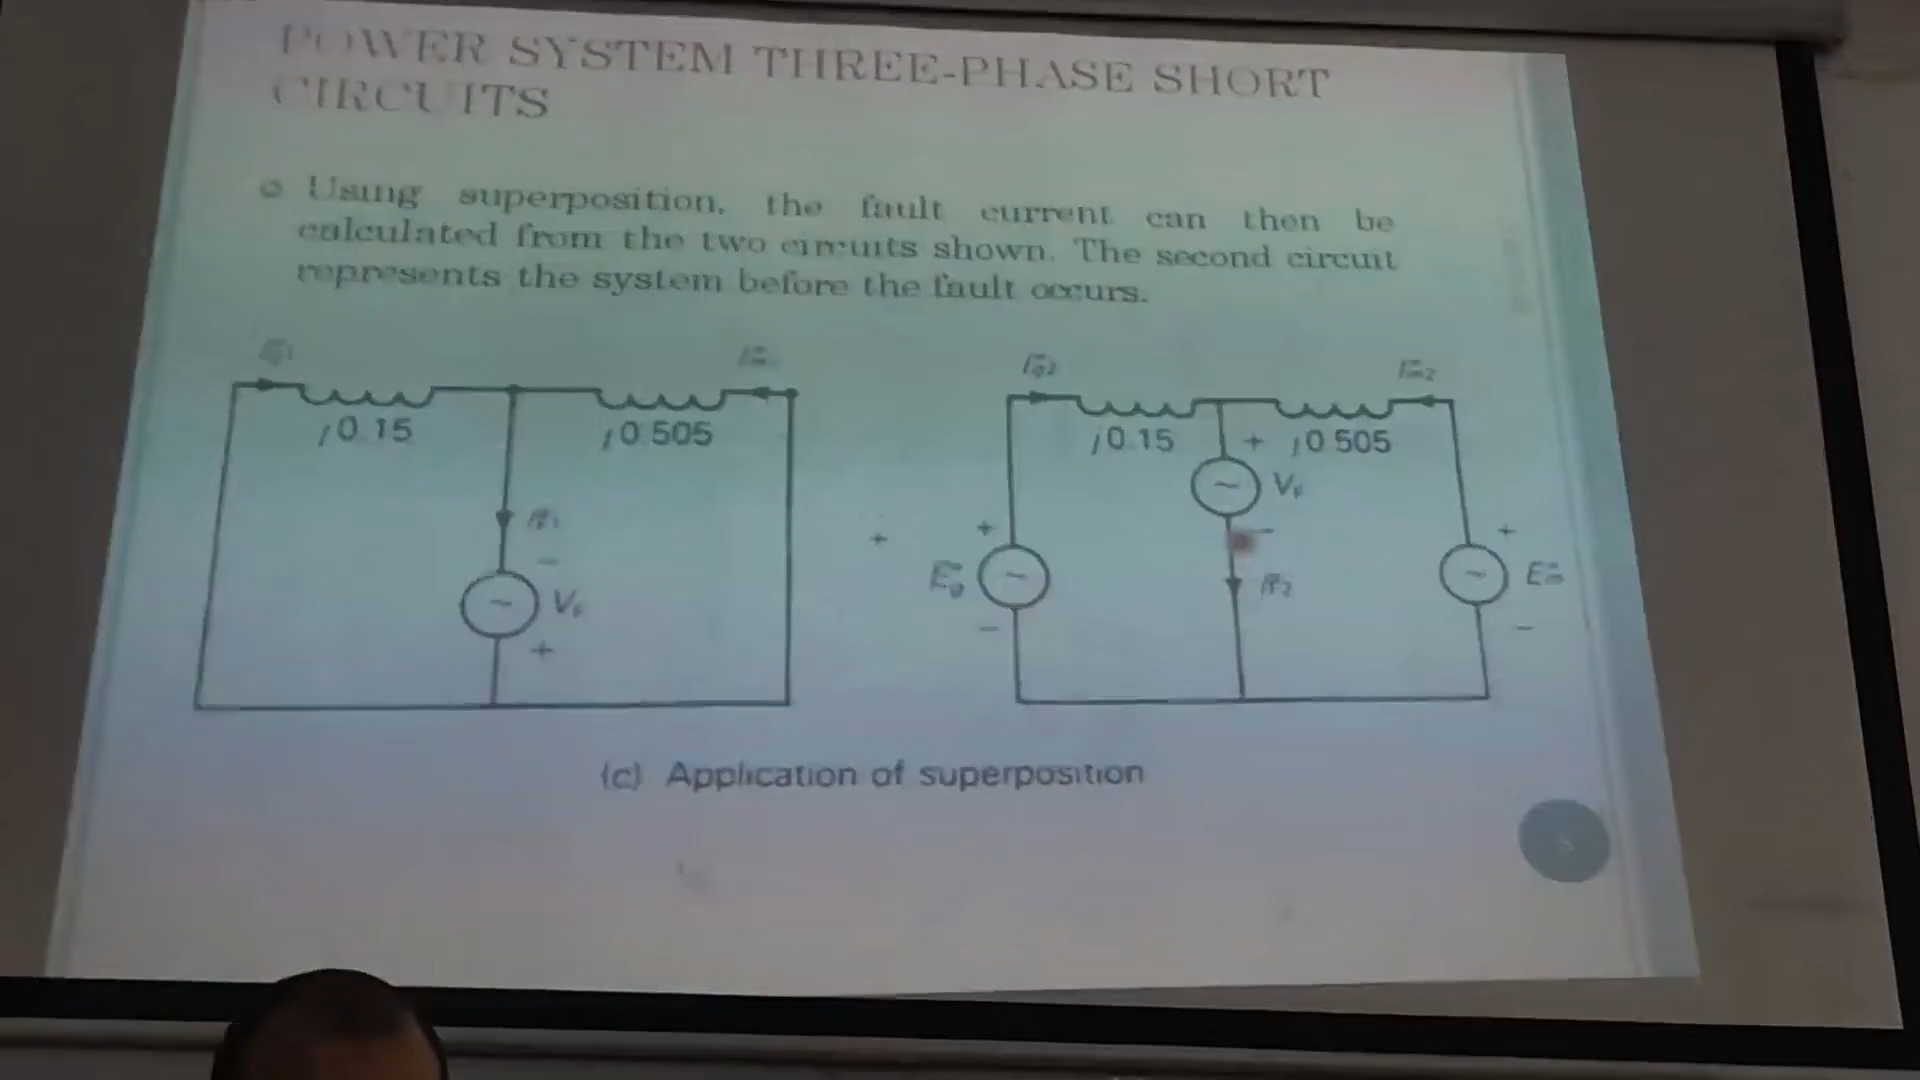 POWER SYSTEM THREE-PHASE SHORT
CIRCUITS
Using superposition, the fault current can then be
calculated from the two circuits shown. The second circuit
represents the system before the fault occurs.
j0.15
j0.505
j0.15
+ j0.505
VF
+
+
+
−
−
VF
−
−
−
+
(c) Application of superposition